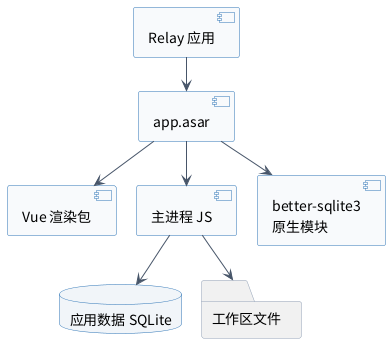 Relay 应用
app.asar
Vue 渲染包
主进程 JS
better-sqlite3
原生模块
应用数据 SQLite
工作区文件